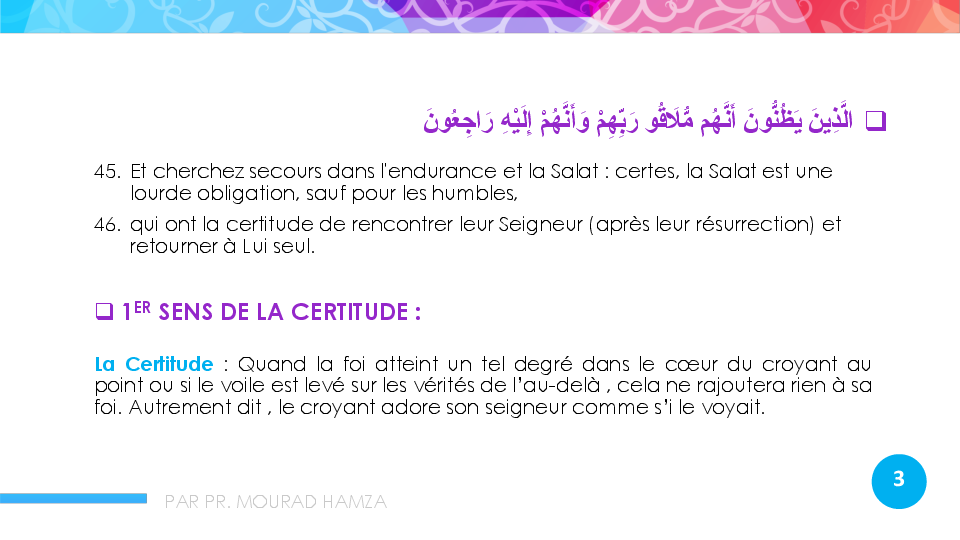 ❑ الَّذِينَ يَظُنُّونَ أَنَّهُم مُّلَاقُو رَبِّهِمْ وَأَنَّهُمْ إِلَيْهِ رَاجِعُونَ
45. Et cherchez secours dans l'endurance et la Salat : certes, la Salat est une
lourde obligation, sauf pour les humbles,
46. qui ont la certitude de rencontrer leur Seigneur (après leur résurrection) et
retourner à Lui seul.
❑ 1ER SENS DE LA CERTITUDE :
La Certitude : Quand la foi atteint un tel degré dans le cœur du croyant au
point ou si le voile est levé sur les vérités de l’au-delà , cela ne rajoutera rien à sa
foi. Autrement dit , le croyant adore son seigneur comme s’i le voyait.
3
PAR PR. MOURAD HAMZA